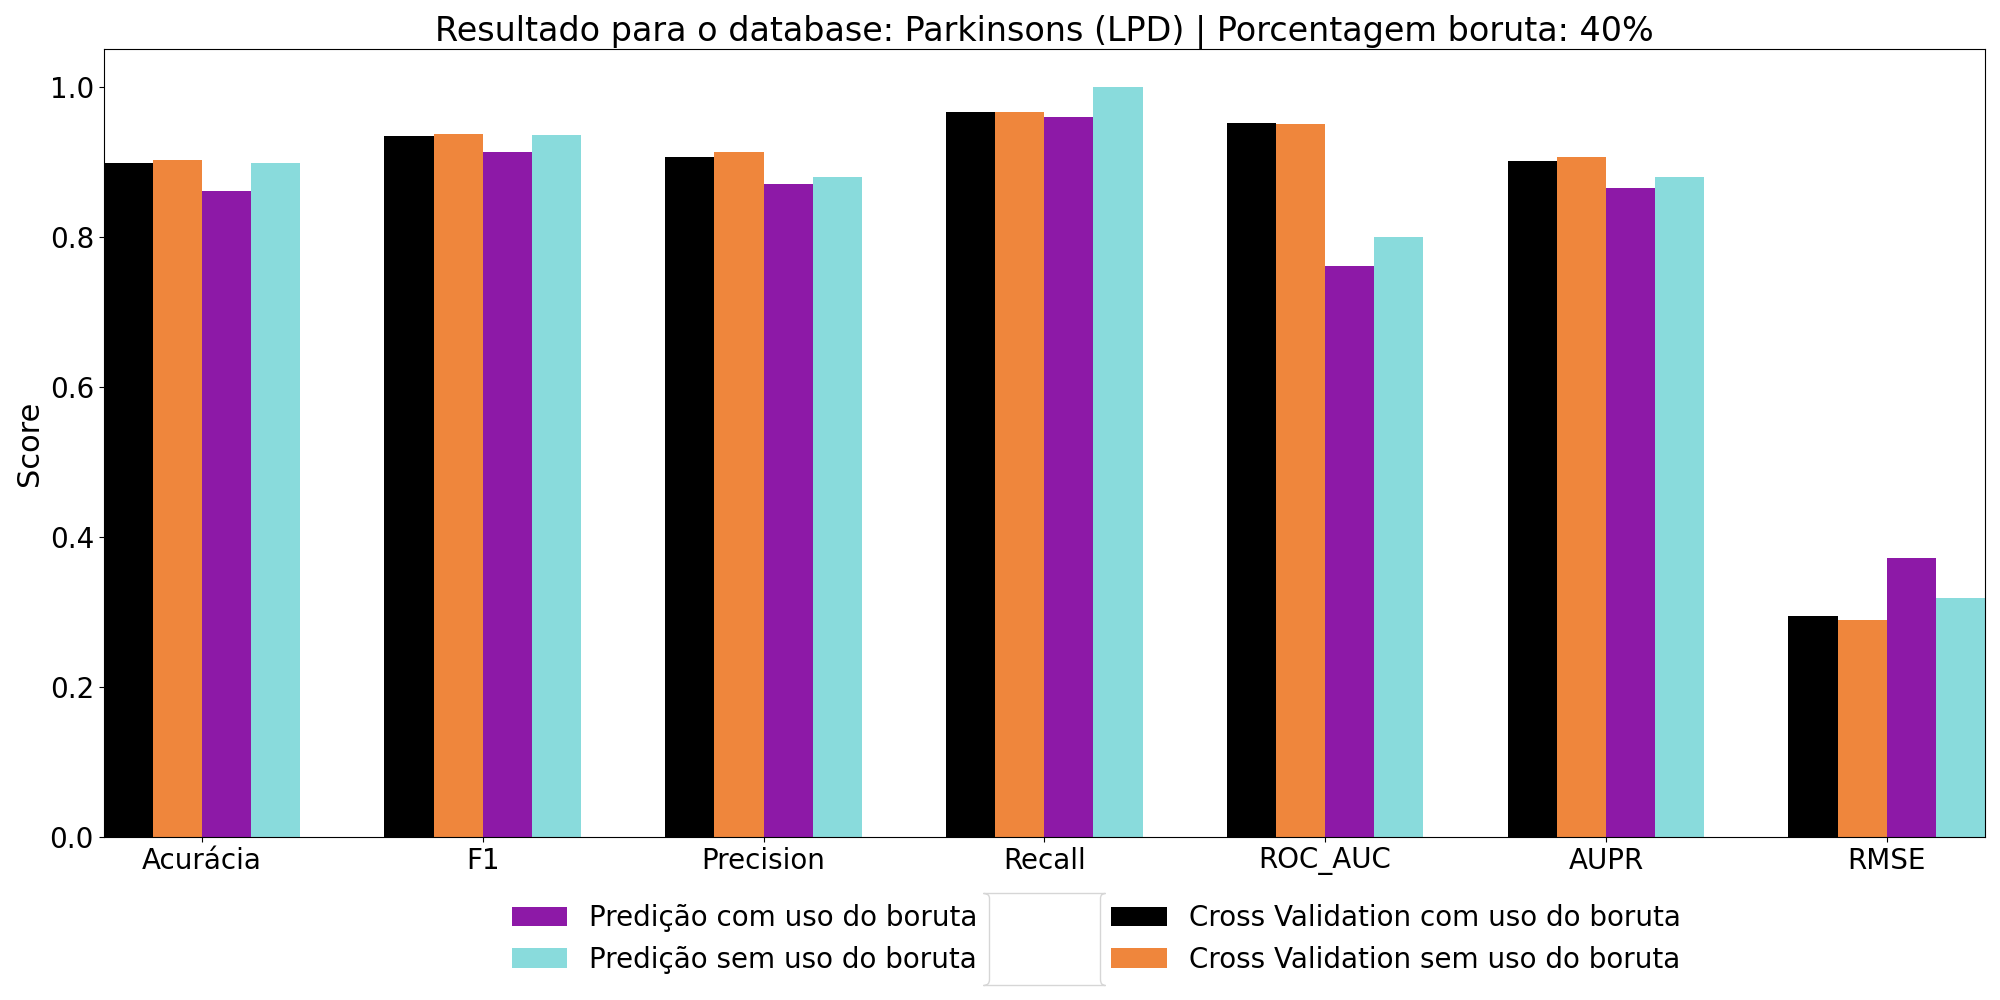 Resultado para o database: Parkinsons (LPD) | Porcentagem boruta: 40%
1.0
0.8
0.6
0.4
0.2
0.0
Score
Acurácia F1 Precision Recall ROC_AUC AUPR RMSE
Predição com uso do boruta Cross Validation com uso do boruta
Predição sem uso do boruta Cross Validation sem uso do boruta